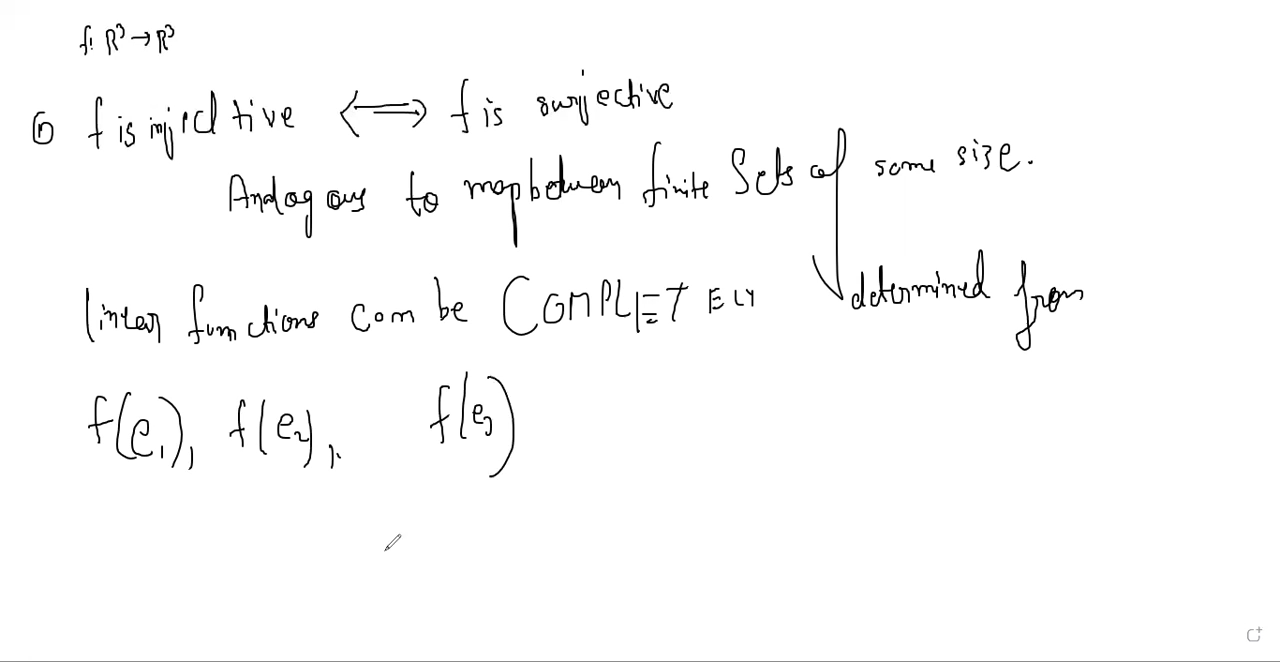 f: R³ → R³
① f is injective ⟺ f is surjective
Analogous to map between finite Sets of same size.
linear functions can be COMPLETELY determined from
f(e₁), f(e₂), f(e₃)